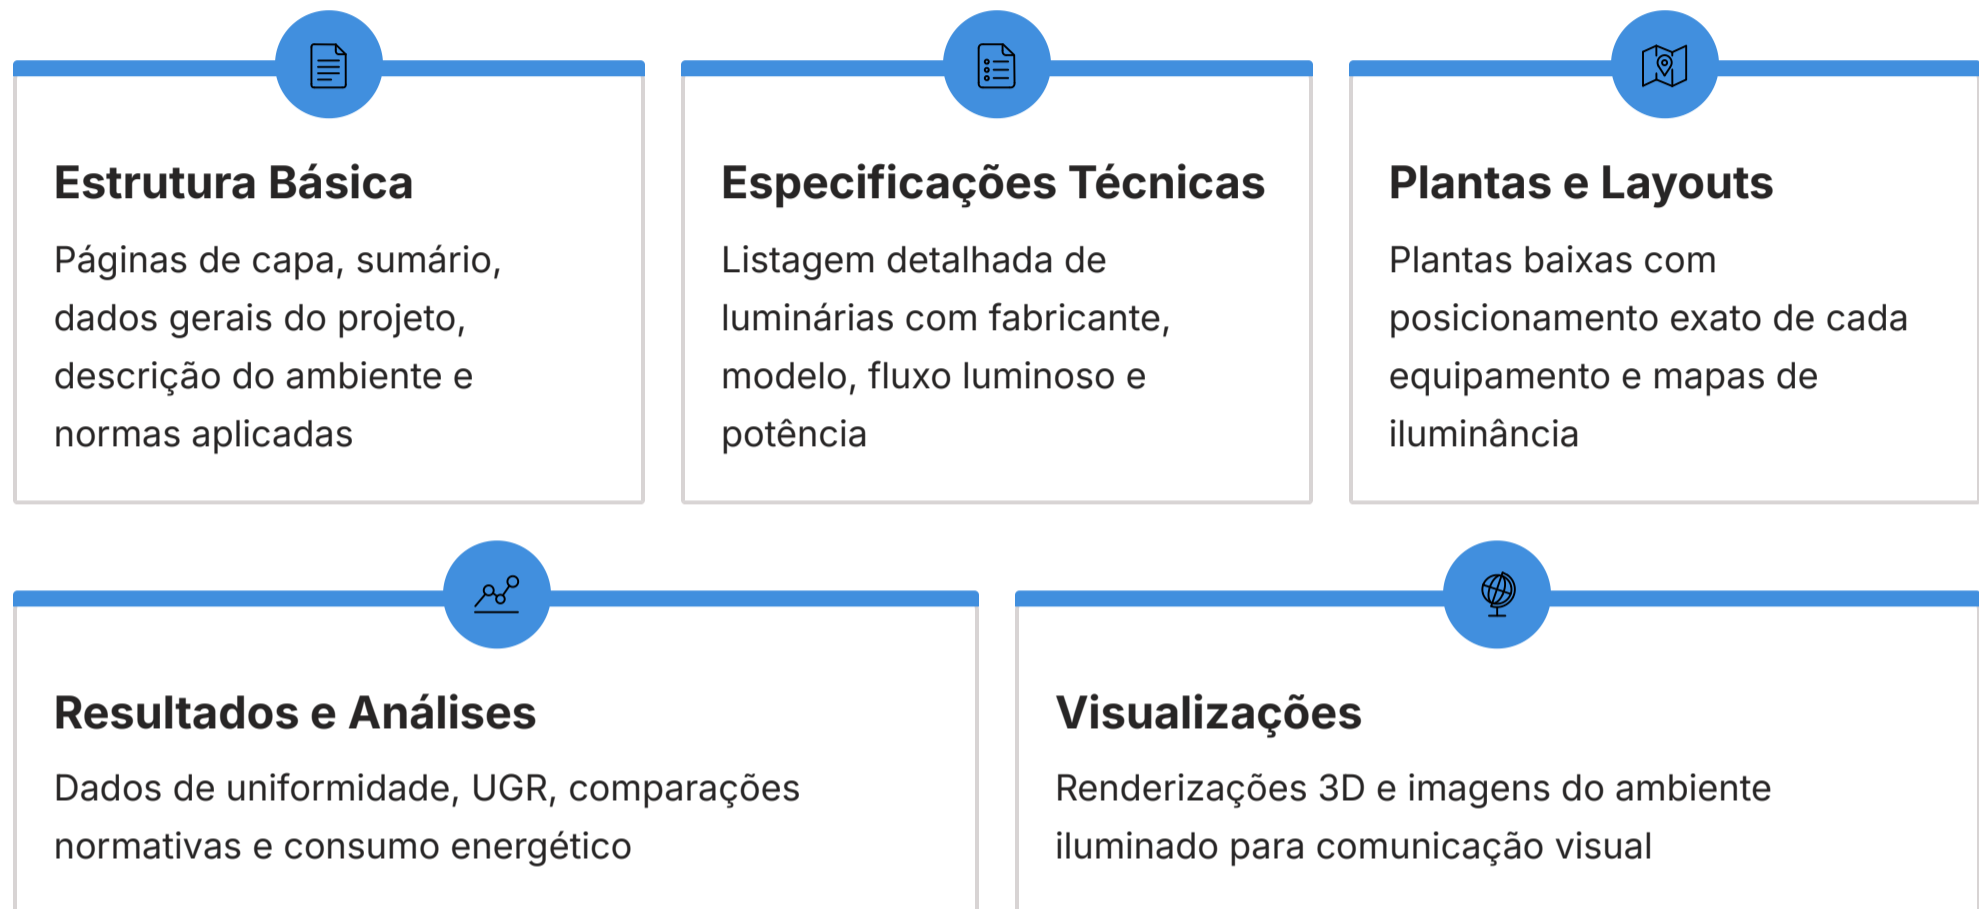 Estrutura Básica
Páginas de capa, sumário,
dados gerais do projeto,
descrição do ambiente e
normas aplicadas
Especificações Técnicas
Listagem detalhada de
luminárias com fabricante,
modelo, fluxo luminoso e
potência
Plantas e Layouts
Plantas baixas com
posicionamento exato de cada
equipamento e mapas de
iluminância
Resultados e Análises
Dados de uniformidade, UGR, comparações
normativas e consumo energético
Visualizações
Renderizações 3D e imagens do ambiente
iluminado para comunicação visual